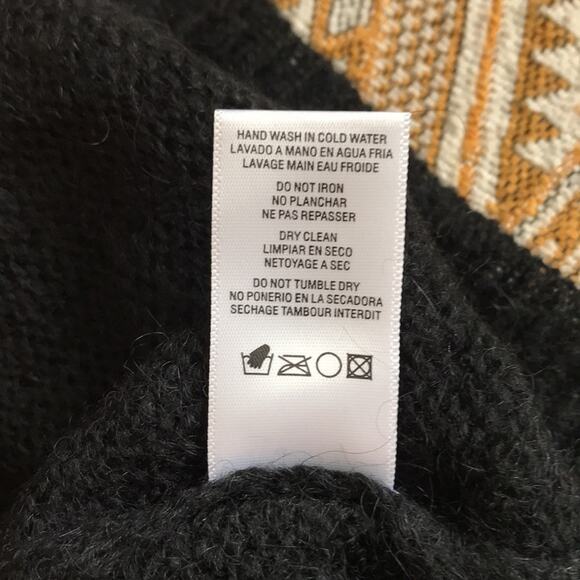 HAND WASH IN COLD WATER
LAVADO A MANO EN AGUA FRIA
LAVAGE MAIN EAU FROIDE
DO NOT IRON
NO PLANCHAR
NE PAS REPASSER
DRY CLEAN
LIMPIAR EN SECO
NETOYAGE A SEC
DO NOT TUMBLE DRY
NO PONERIO EN LA SECADORA
SECHAGE TAMBOUR INTERDIT